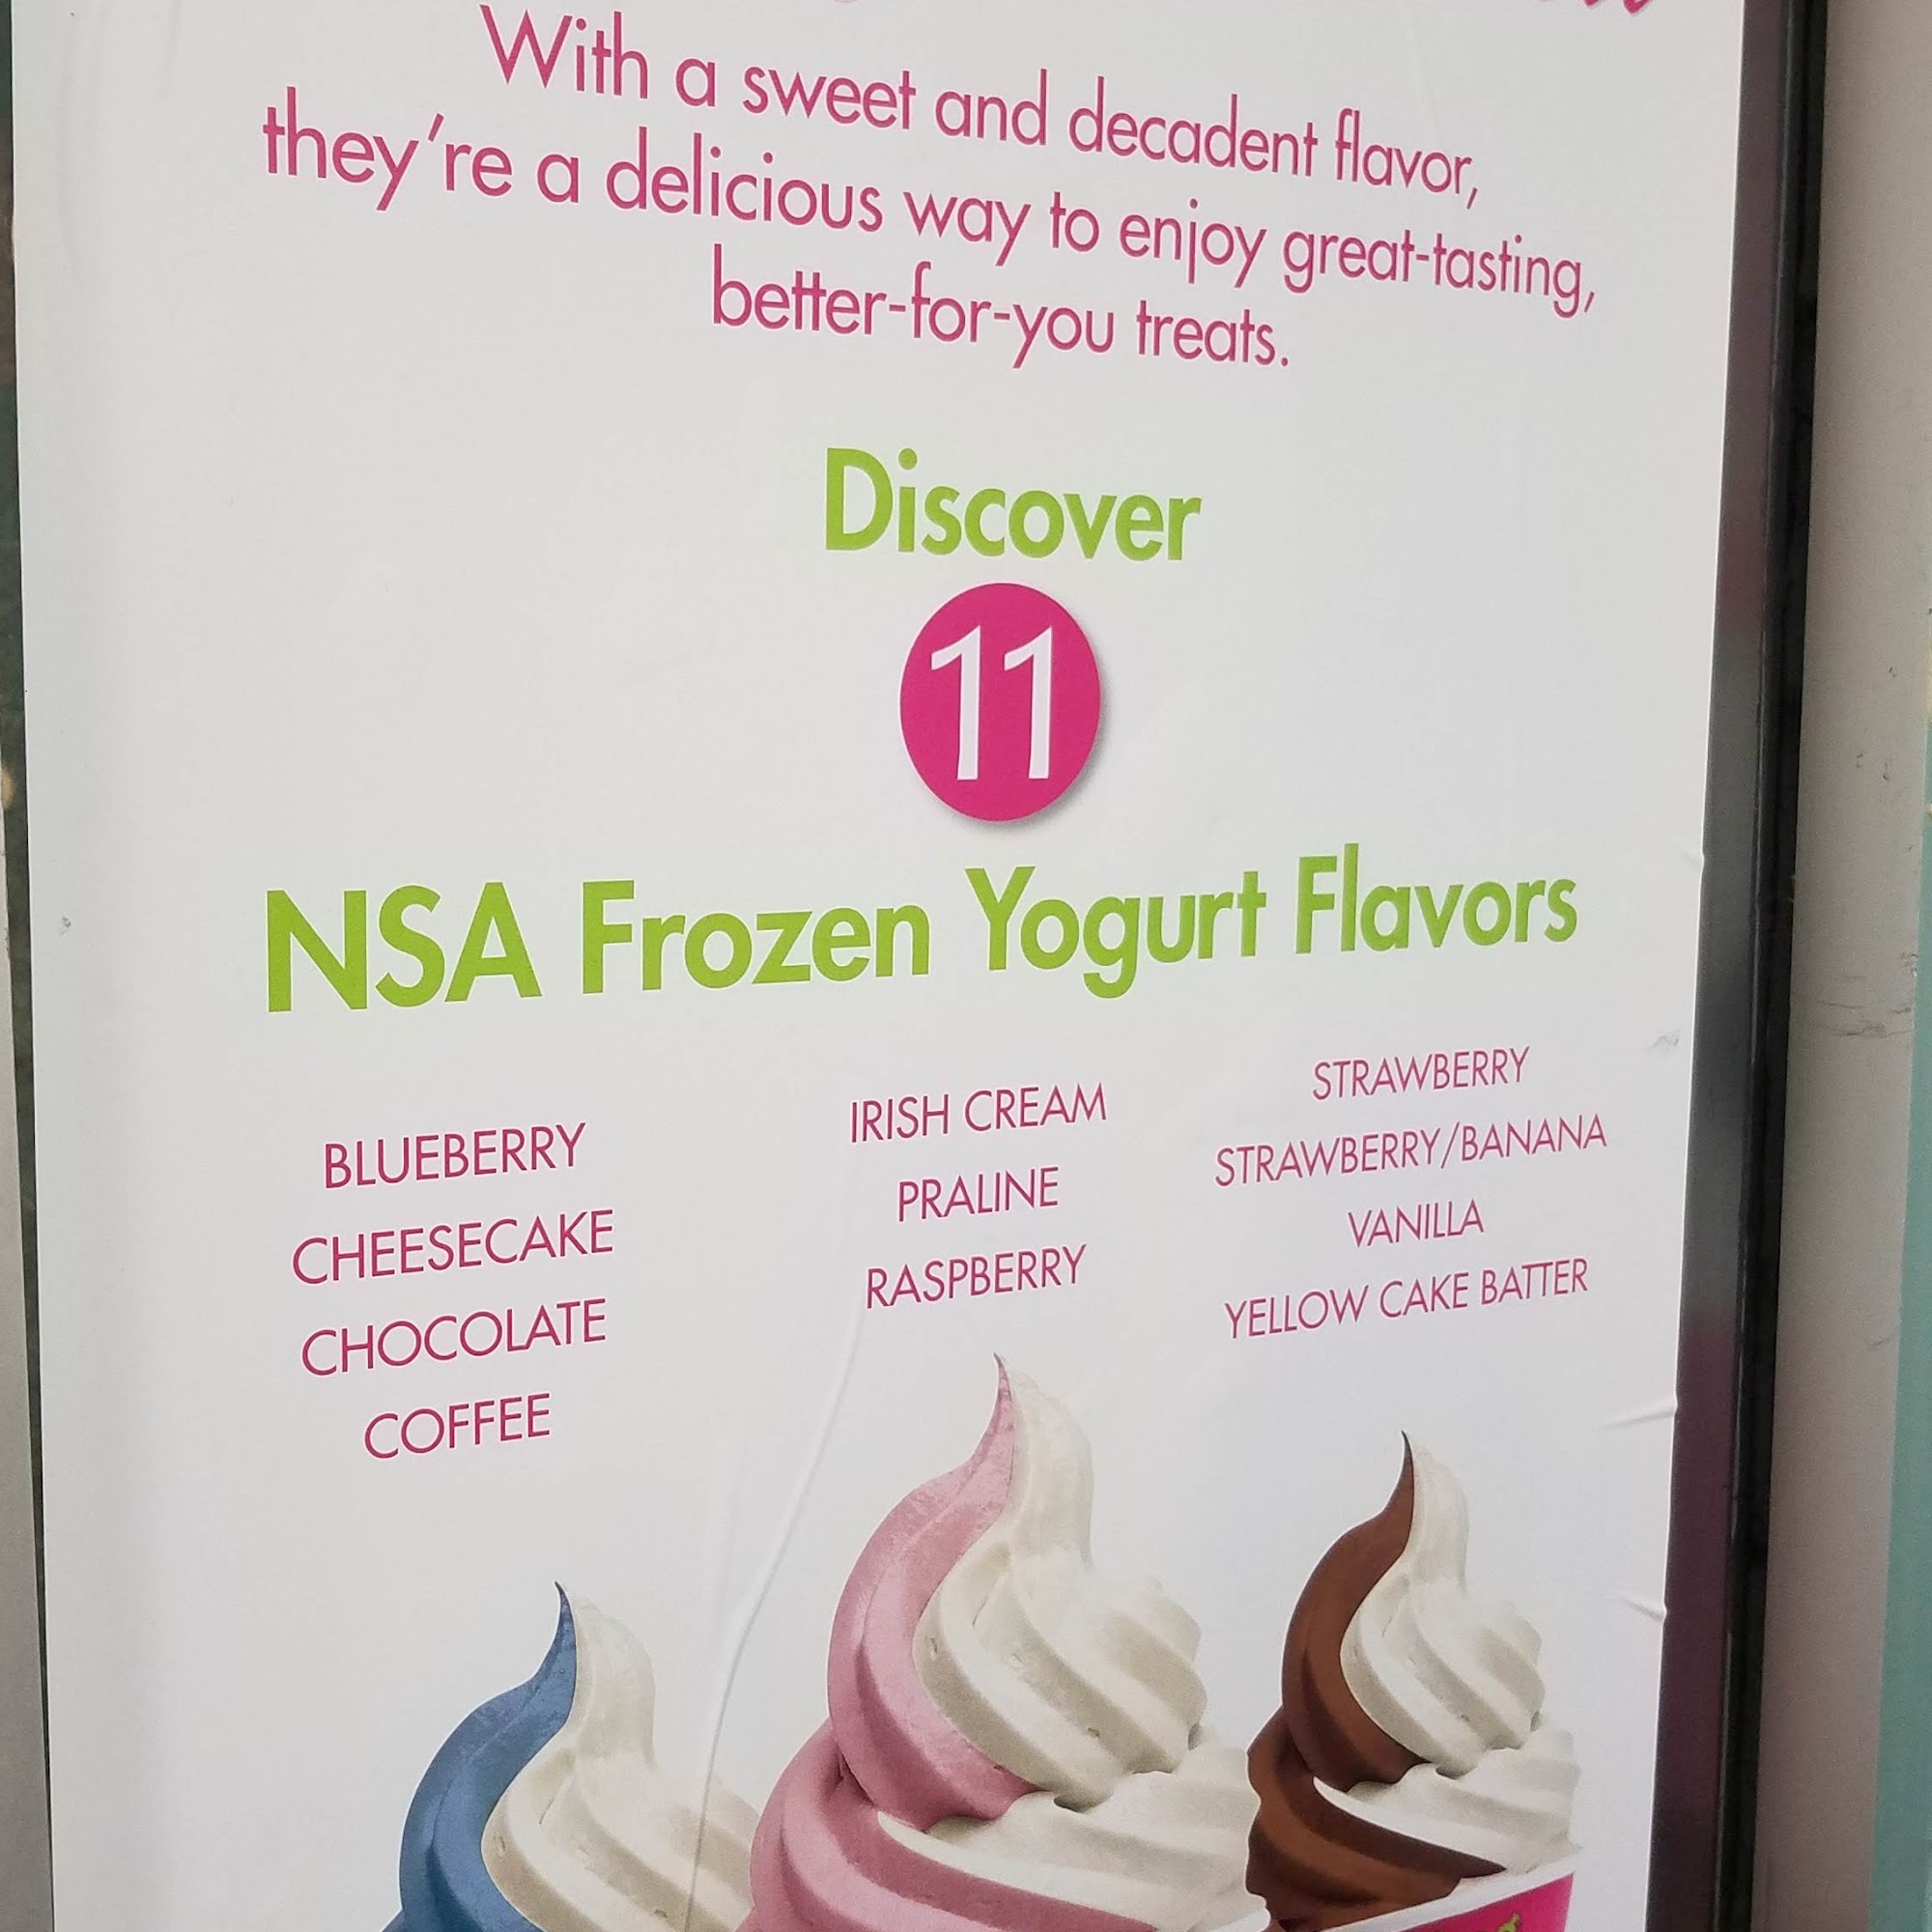 With a sweet and decadent flavor,
they're a delicious way to enjoy great-tasting,
better-for-you treats.
Discover
11
NSA Frozen Yogurt Flavors
BLUEBERRY
CHEESECAKE
CHOCOLATE
COFFEE
IRISH CREAM
PRALINE
RASPBERRY
STRAWBERRY
STRAWBERRY/BANANA
VANILLA
YELLOW CAKE BATTER